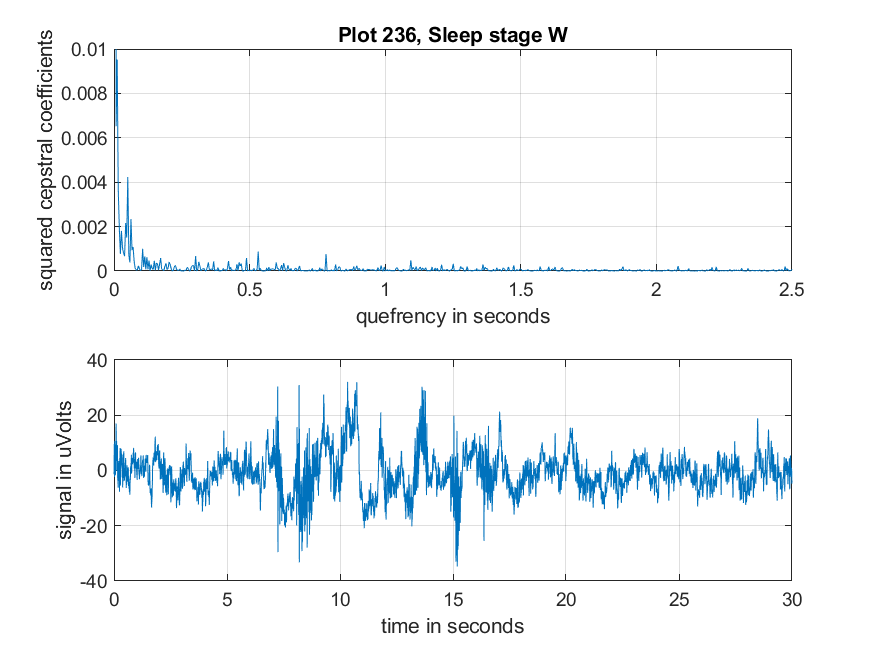 Plot 236, Sleep stage W
squared cepstral coefficients
0.01
0.008
0.006
0.004
0.002
0
0 0.5 1 1.5 2 2.5
quefrency in seconds
signal in uVolts
40
20
0
-20
-40
0 5 10 15 20 25 30
time in seconds